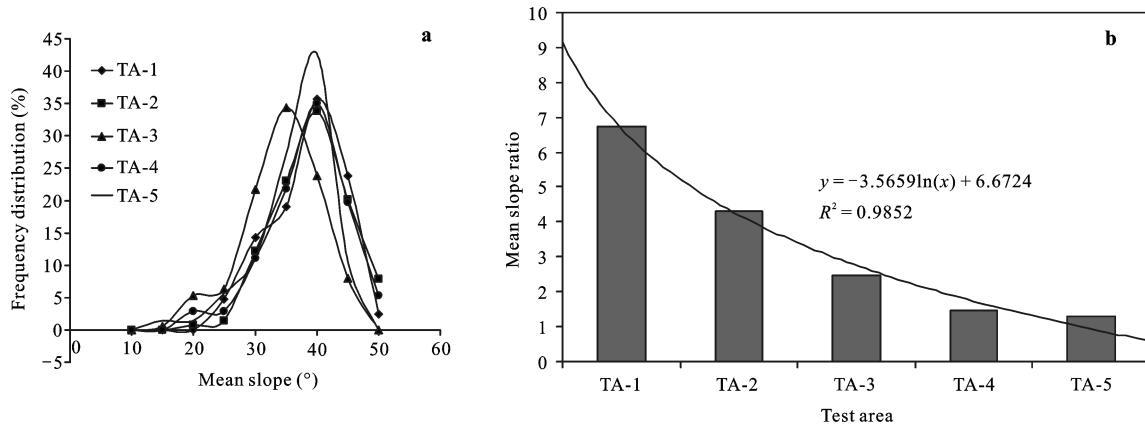 a
45
40
35
30
25
20
15
10
5
0
−5
Frequency distribution (%)
TA-1
TA-2
TA-3
TA-4
TA-5
0 10 20 30 40 50 60
Mean slope (°)
b
10
9
8
7
6
5
4
3
2
1
0
Mean slope ratio
y = −3.5659ln(x) + 6.6724
R² = 0.9852
TA-1 TA-2 TA-3 TA-4 TA-5
Test area